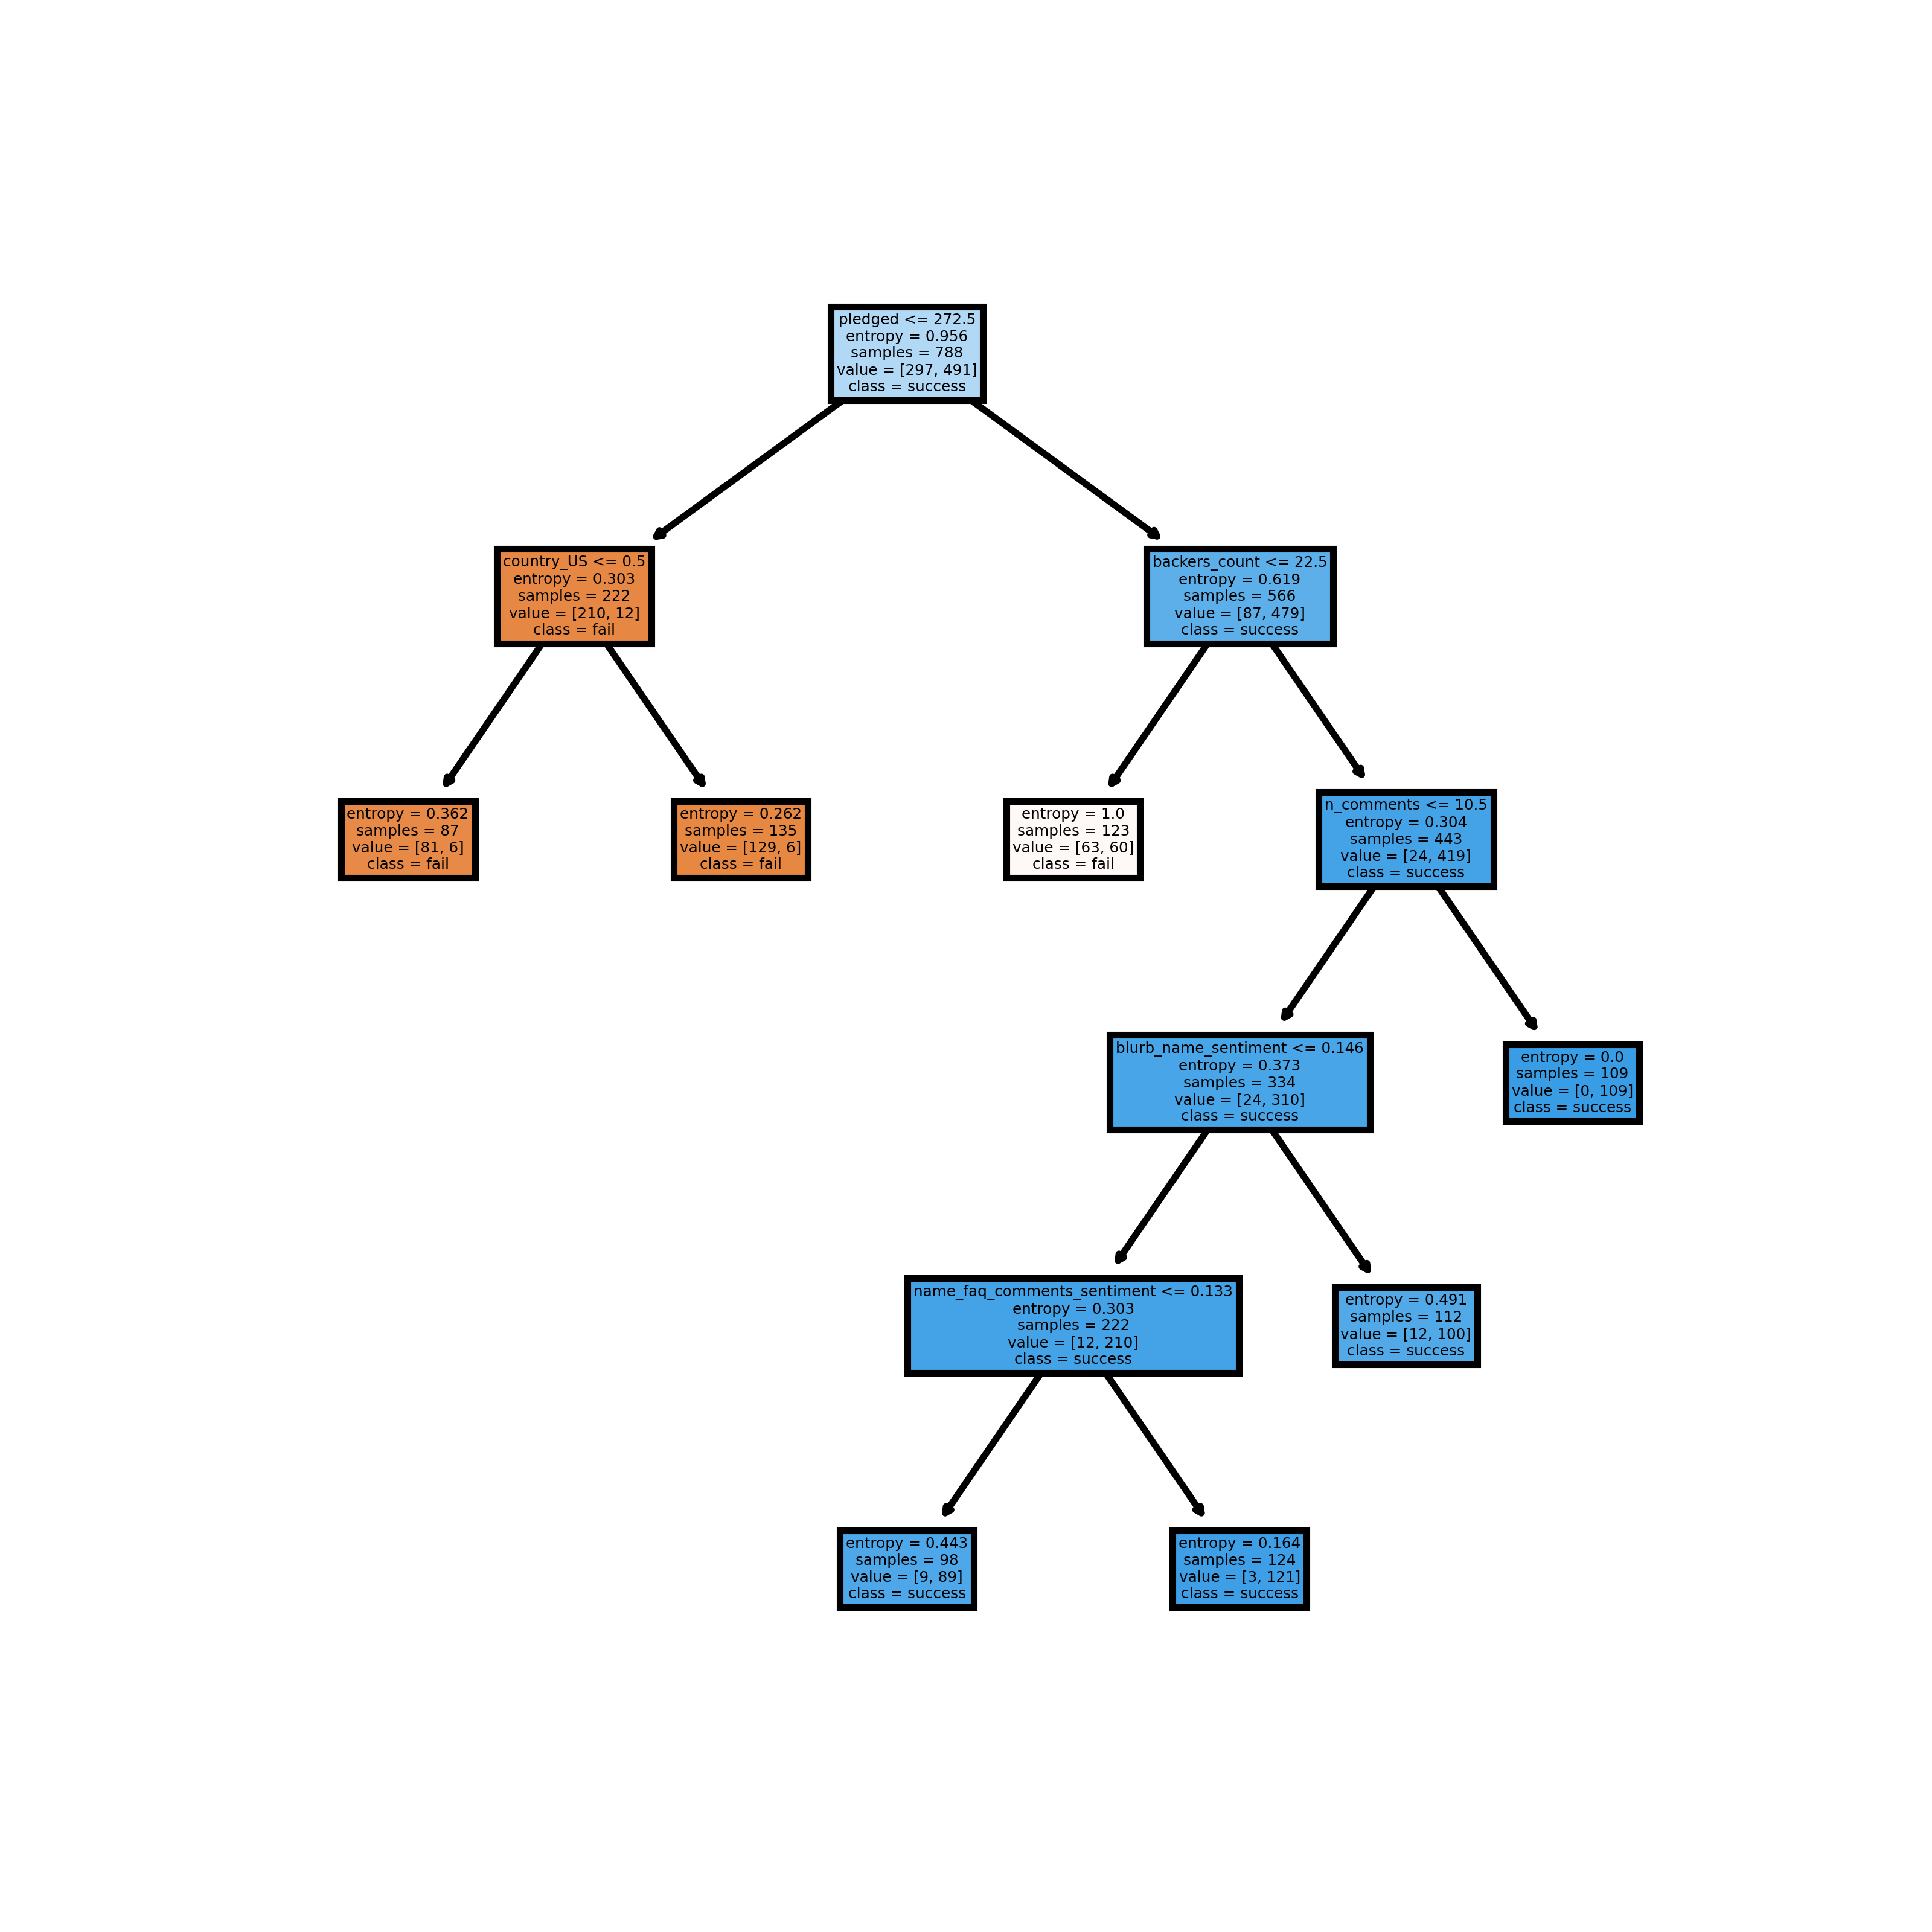 pledged <= 272.5
entropy = 0.956
samples = 788
value = [297, 491]
class = success
country_US <= 0.5
entropy = 0.303
samples = 222
value = [210, 12]
class = fail
backers_count <= 22.5
entropy = 0.619
samples = 566
value = [87, 479]
class = success
entropy = 0.362
samples = 87
value = [81, 6]
class = fail
entropy = 0.262
samples = 135
value = [129, 6]
class = fail
entropy = 1.0
samples = 123
value = [63, 60]
class = fail
n_comments <= 10.5
entropy = 0.304
samples = 443
value = [24, 419]
class = success
blurb_name_sentiment <= 0.146
entropy = 0.373
samples = 334
value = [24, 310]
class = success
entropy = 0.0
samples = 109
value = [0, 109]
class = success
name_faq_comments_sentiment <= 0.133
entropy = 0.303
samples = 222
value = [12, 210]
class = success
entropy = 0.491
samples = 112
value = [12, 100]
class = success
entropy = 0.443
samples = 98
value = [9, 89]
class = success
entropy = 0.164
samples = 124
value = [3, 121]
class = success